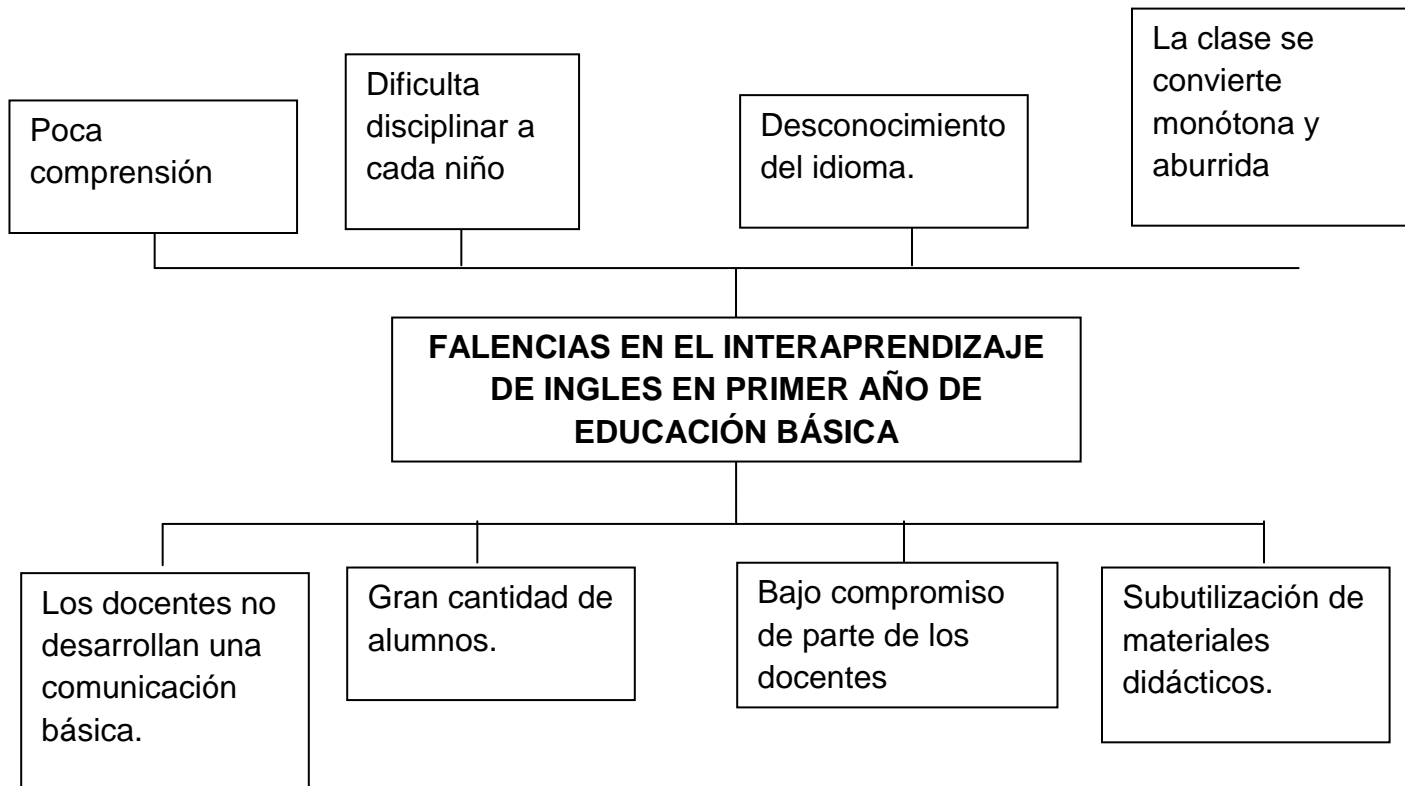 Poca
comprensión
Dificulta
disciplinar a
cada niño
Desconocimiento
del idioma.
La clase se
convierte
monótona y
aburrida
FALENCIAS EN EL INTERAPRENDIZAJE
DE INGLES EN PRIMER AÑO DE
EDUCACIÓN BÁSICA
Los docentes no
desarrollan una
comunicación
básica.
Gran cantidad de
alumnos.
Bajo compromiso
de parte de los
docentes
Subutilización de
materiales
didácticos.